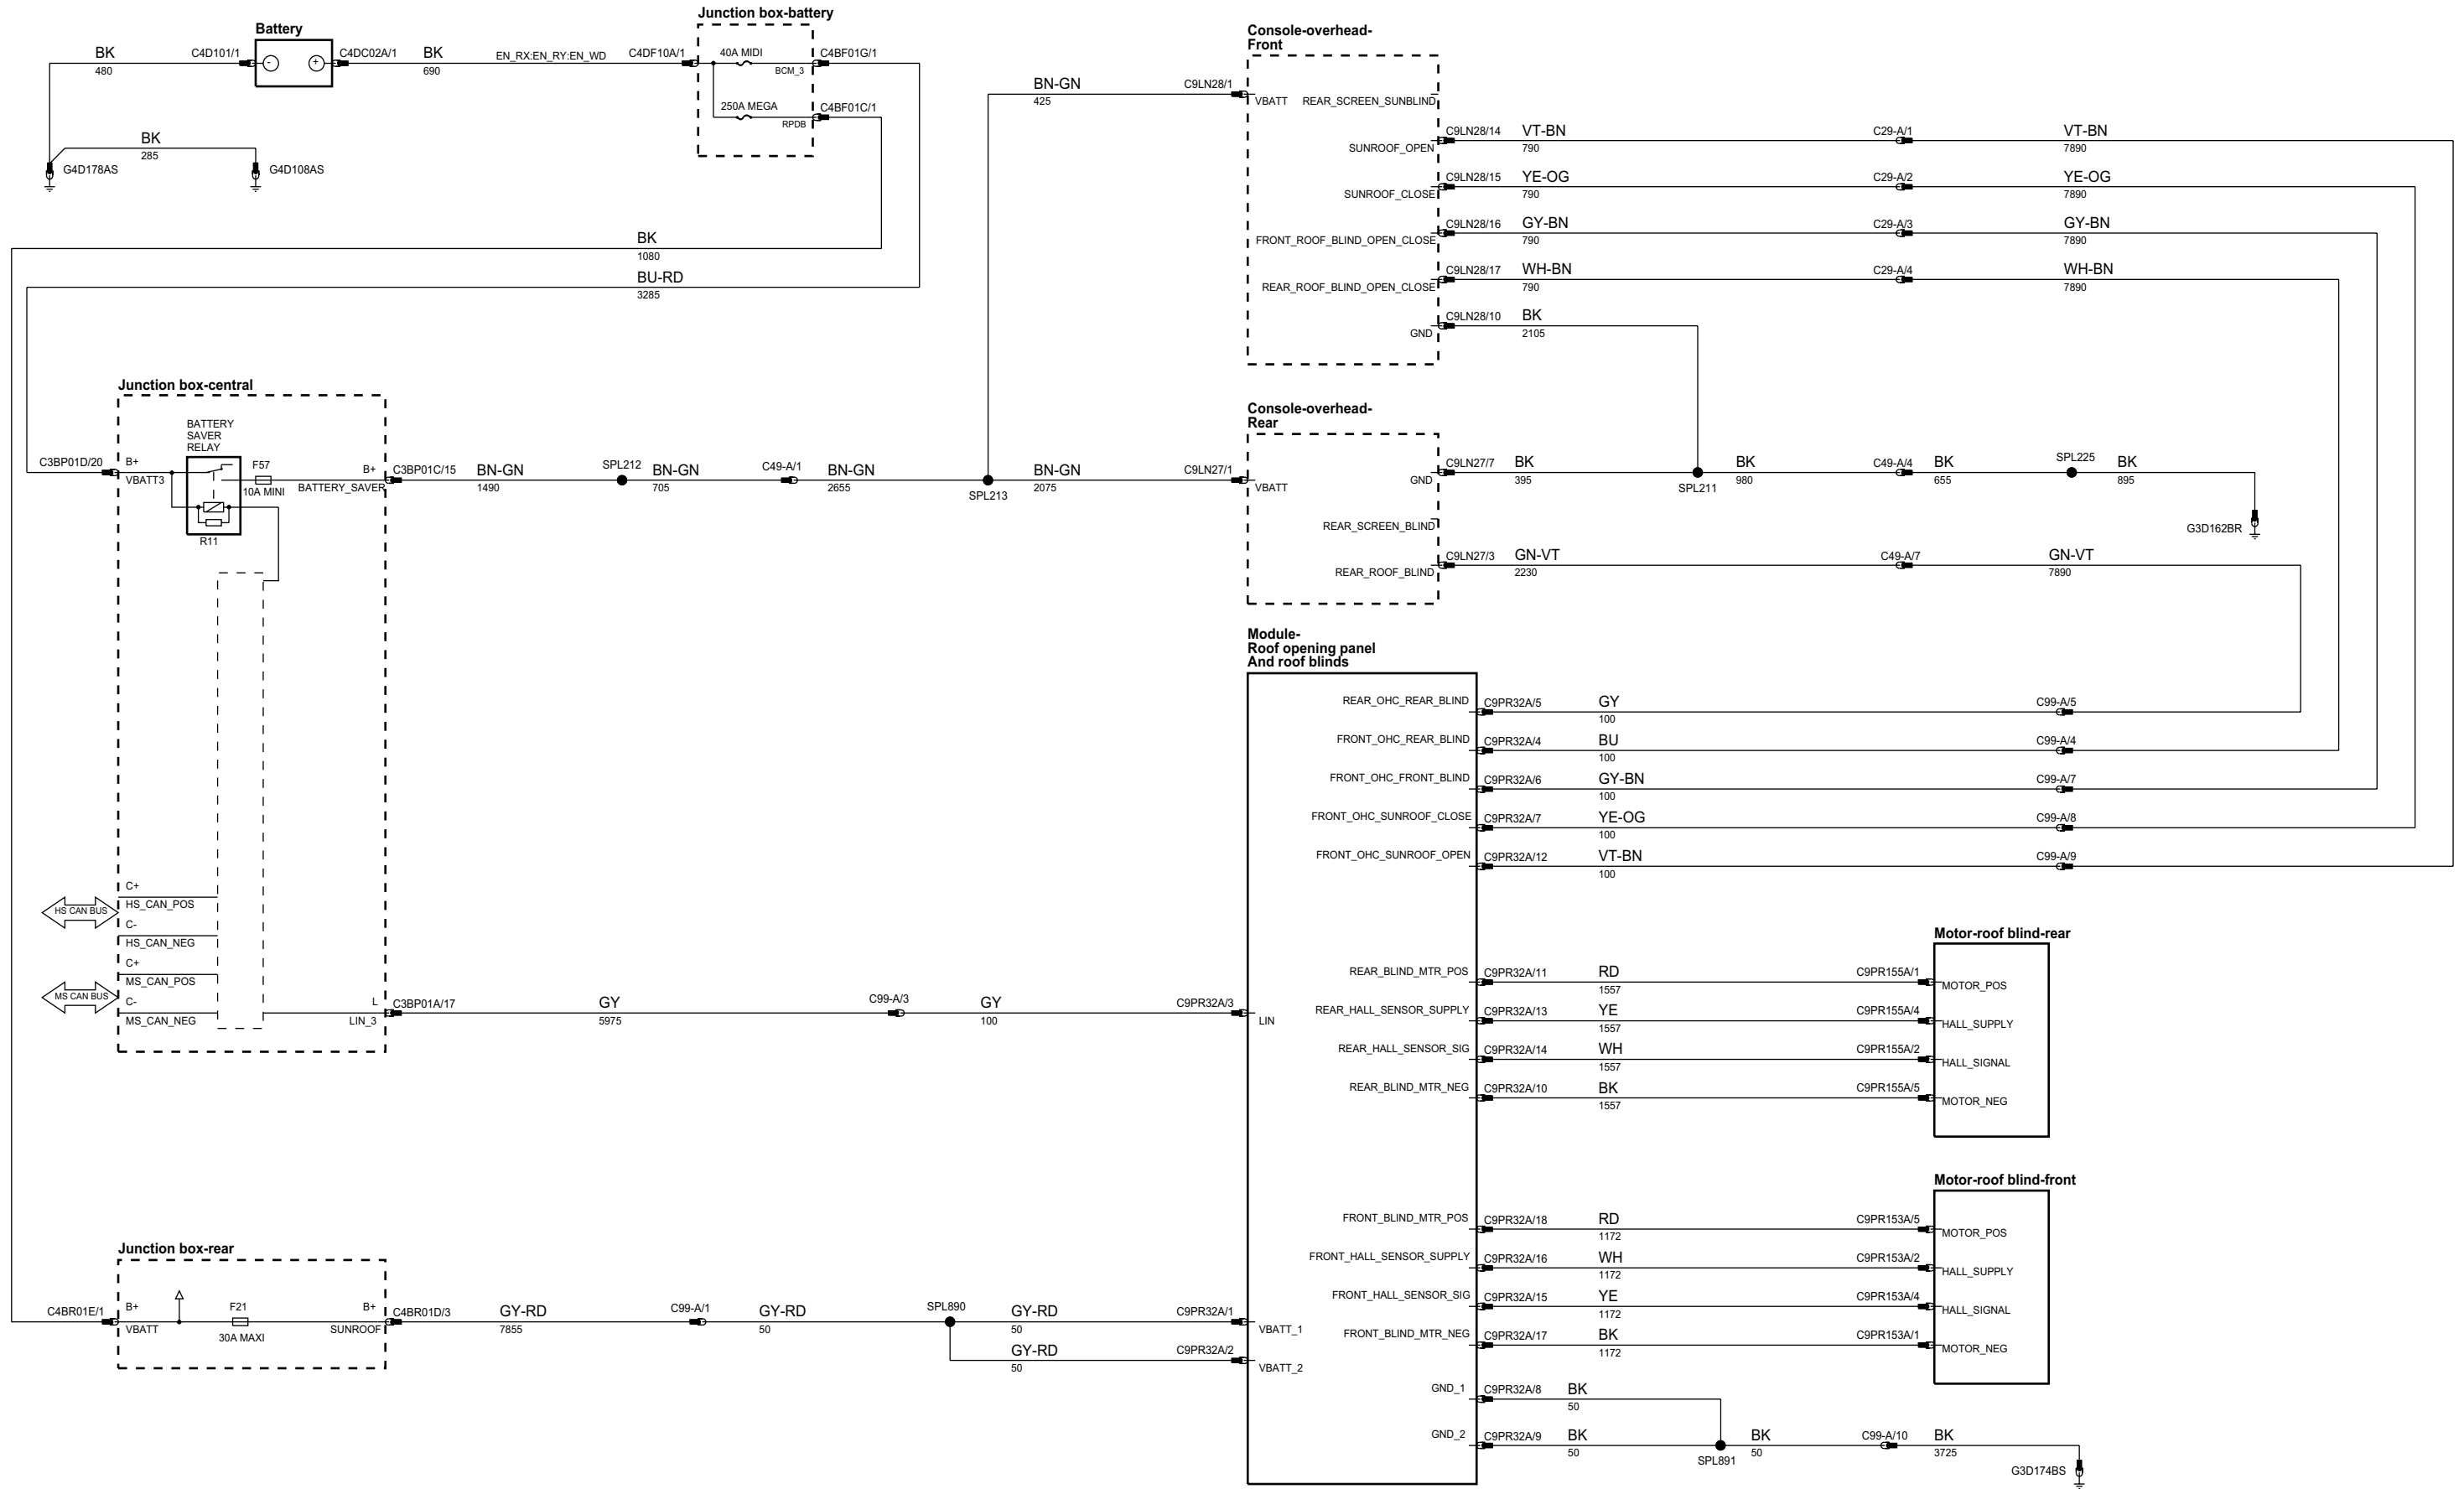 Junction box-battery
Battery
BK
480
C4D101/1
-
+
C4DC02A/1
BK
690
EN_RX:EN_RY:EN_WD
C4DF10A/1
40A MIDI
BCM_3
C4BF01G/1
250A MEGA
RPDB
C4BF01C/1
BK
285
G4D178AS
G4D108AS
BK
1080
BU-RD
3285
Console-overhead-
Front
BN-GN
425
C9LN28/1
VBATT
REAR_SCREEN_SUNBLIND
SUNROOF_OPEN
C9LN28/14
VT-BN
790
C29-A/1
VT-BN
7890
SUNROOF_CLOSE
C9LN28/15
YE-OG
790
C29-A/2
YE-OG
7890
FRONT_ROOF_BLIND_OPEN_CLOSE
C9LN28/16
GY-BN
790
C29-A/3
GY-BN
7890
REAR_ROOF_BLIND_OPEN_CLOSE
C9LN28/17
WH-BN
790
C29-A/4
WH-BN
7890
GND
C9LN28/10
BK
2105
Junction box-central
BATTERY
SAVER
RELAY
C3BP01D/20
B+
VBATT3
F57
10A MINI
R11
B+
BATTERY_SAVER
C3BP01C/15
BN-GN
1490
SPL212
BN-GN
705
C49-A/1
BN-GN
2655
SPL213
BN-GN
2075
C9LN27/1
Console-overhead-
Rear
VBATT
GND
C9LN27/7
BK
395
SPL211
BK
980
C49-A/4
BK
655
SPL225
BK
895
G3D162BR
REAR_SCREEN_BLIND
REAR_ROOF_BLIND
C9LN27/3
GN-VT
2230
C49-A/7
GN-VT
7890
Module-
Roof opening panel
And roof blinds
REAR_OHC_REAR_BLIND
C9PR32A/5
GY
100
C99-A/5
FRONT_OHC_REAR_BLIND
C9PR32A/4
BU
100
C99-A/4
FRONT_OHC_FRONT_BLIND
C9PR32A/6
GY-BN
100
C99-A/7
FRONT_OHC_SUNROOF_CLOSE
C9PR32A/7
YE-OG
100
C99-A/8
FRONT_OHC_SUNROOF_OPEN
C9PR32A/12
VT-BN
100
C99-A/9
HS CAN BUS
C+
HS_CAN_POS
C-
HS_CAN_NEG
MS CAN BUS
C+
MS_CAN_POS
C-
MS_CAN_NEG
L
LIN_3
C3BP01A/17
GY
5975
C99-A/3
GY
100
C9PR32A/3
LIN
Motor-roof blind-rear
REAR_BLIND_MTR_POS
C9PR32A/11
RD
1557
C9PR155A/1
MOTOR_POS
REAR_HALL_SENSOR_SUPPLY
C9PR32A/13
YE
1557
C9PR155A/4
HALL_SUPPLY
REAR_HALL_SENSOR_SIG
C9PR32A/14
WH
1557
C9PR155A/2
HALL_SIGNAL
REAR_BLIND_MTR_NEG
C9PR32A/10
BK
1557
C9PR155A/5
MOTOR_NEG
Motor-roof blind-front
FRONT_BLIND_MTR_POS
C9PR32A/18
RD
1172
C9PR153A/5
MOTOR_POS
FRONT_HALL_SENSOR_SUPPLY
C9PR32A/16
WH
1172
C9PR153A/2
HALL_SUPPLY
FRONT_HALL_SENSOR_SIG
C9PR32A/15
YE
1172
C9PR153A/4
HALL_SIGNAL
FRONT_BLIND_MTR_NEG
C9PR32A/17
BK
1172
C9PR153A/1
MOTOR_NEG
Junction box-rear
C4BR01E/1
B+
VBATT
F21
30A MAXI
B+
SUNROOF
C4BR01D/3
GY-RD
7855
C99-A/1
GY-RD
50
SPL890
GY-RD
50
C9PR32A/1
VBATT_1
GY-RD
50
C9PR32A/2
VBATT_2
GND_1
C9PR32A/8
BK
50
GND_2
C9PR32A/9
BK
50
SPL891
BK
50
C99-A/10
BK
3725
G3D174BS